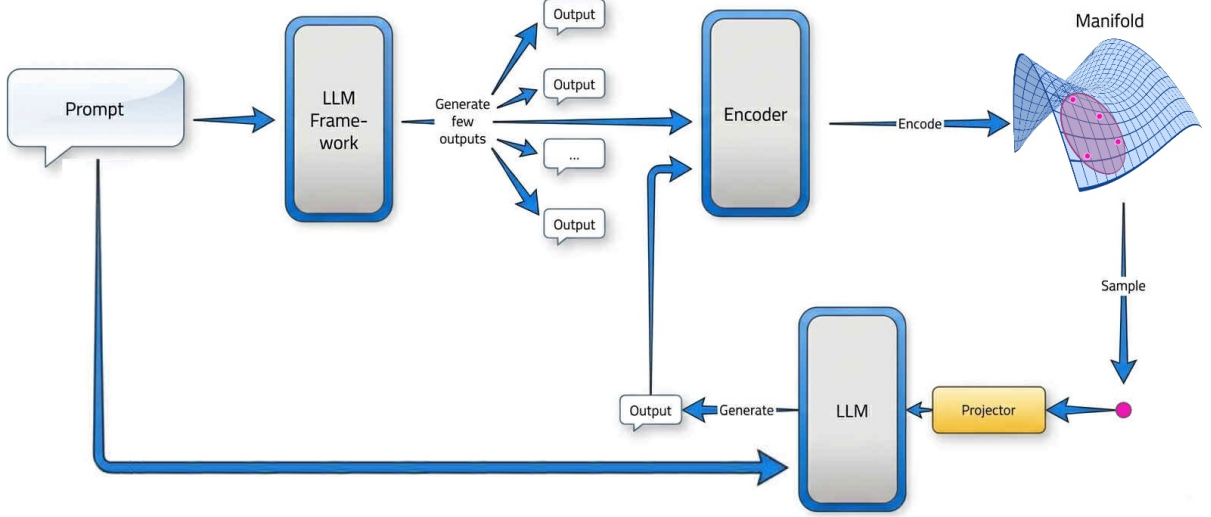 Manifold
Output
Prompt
LLM
Frame-
work
Generate
few
outputs
Output
...
Output
Encoder
Encode
Sample
Output
Generate
LLM
Projector